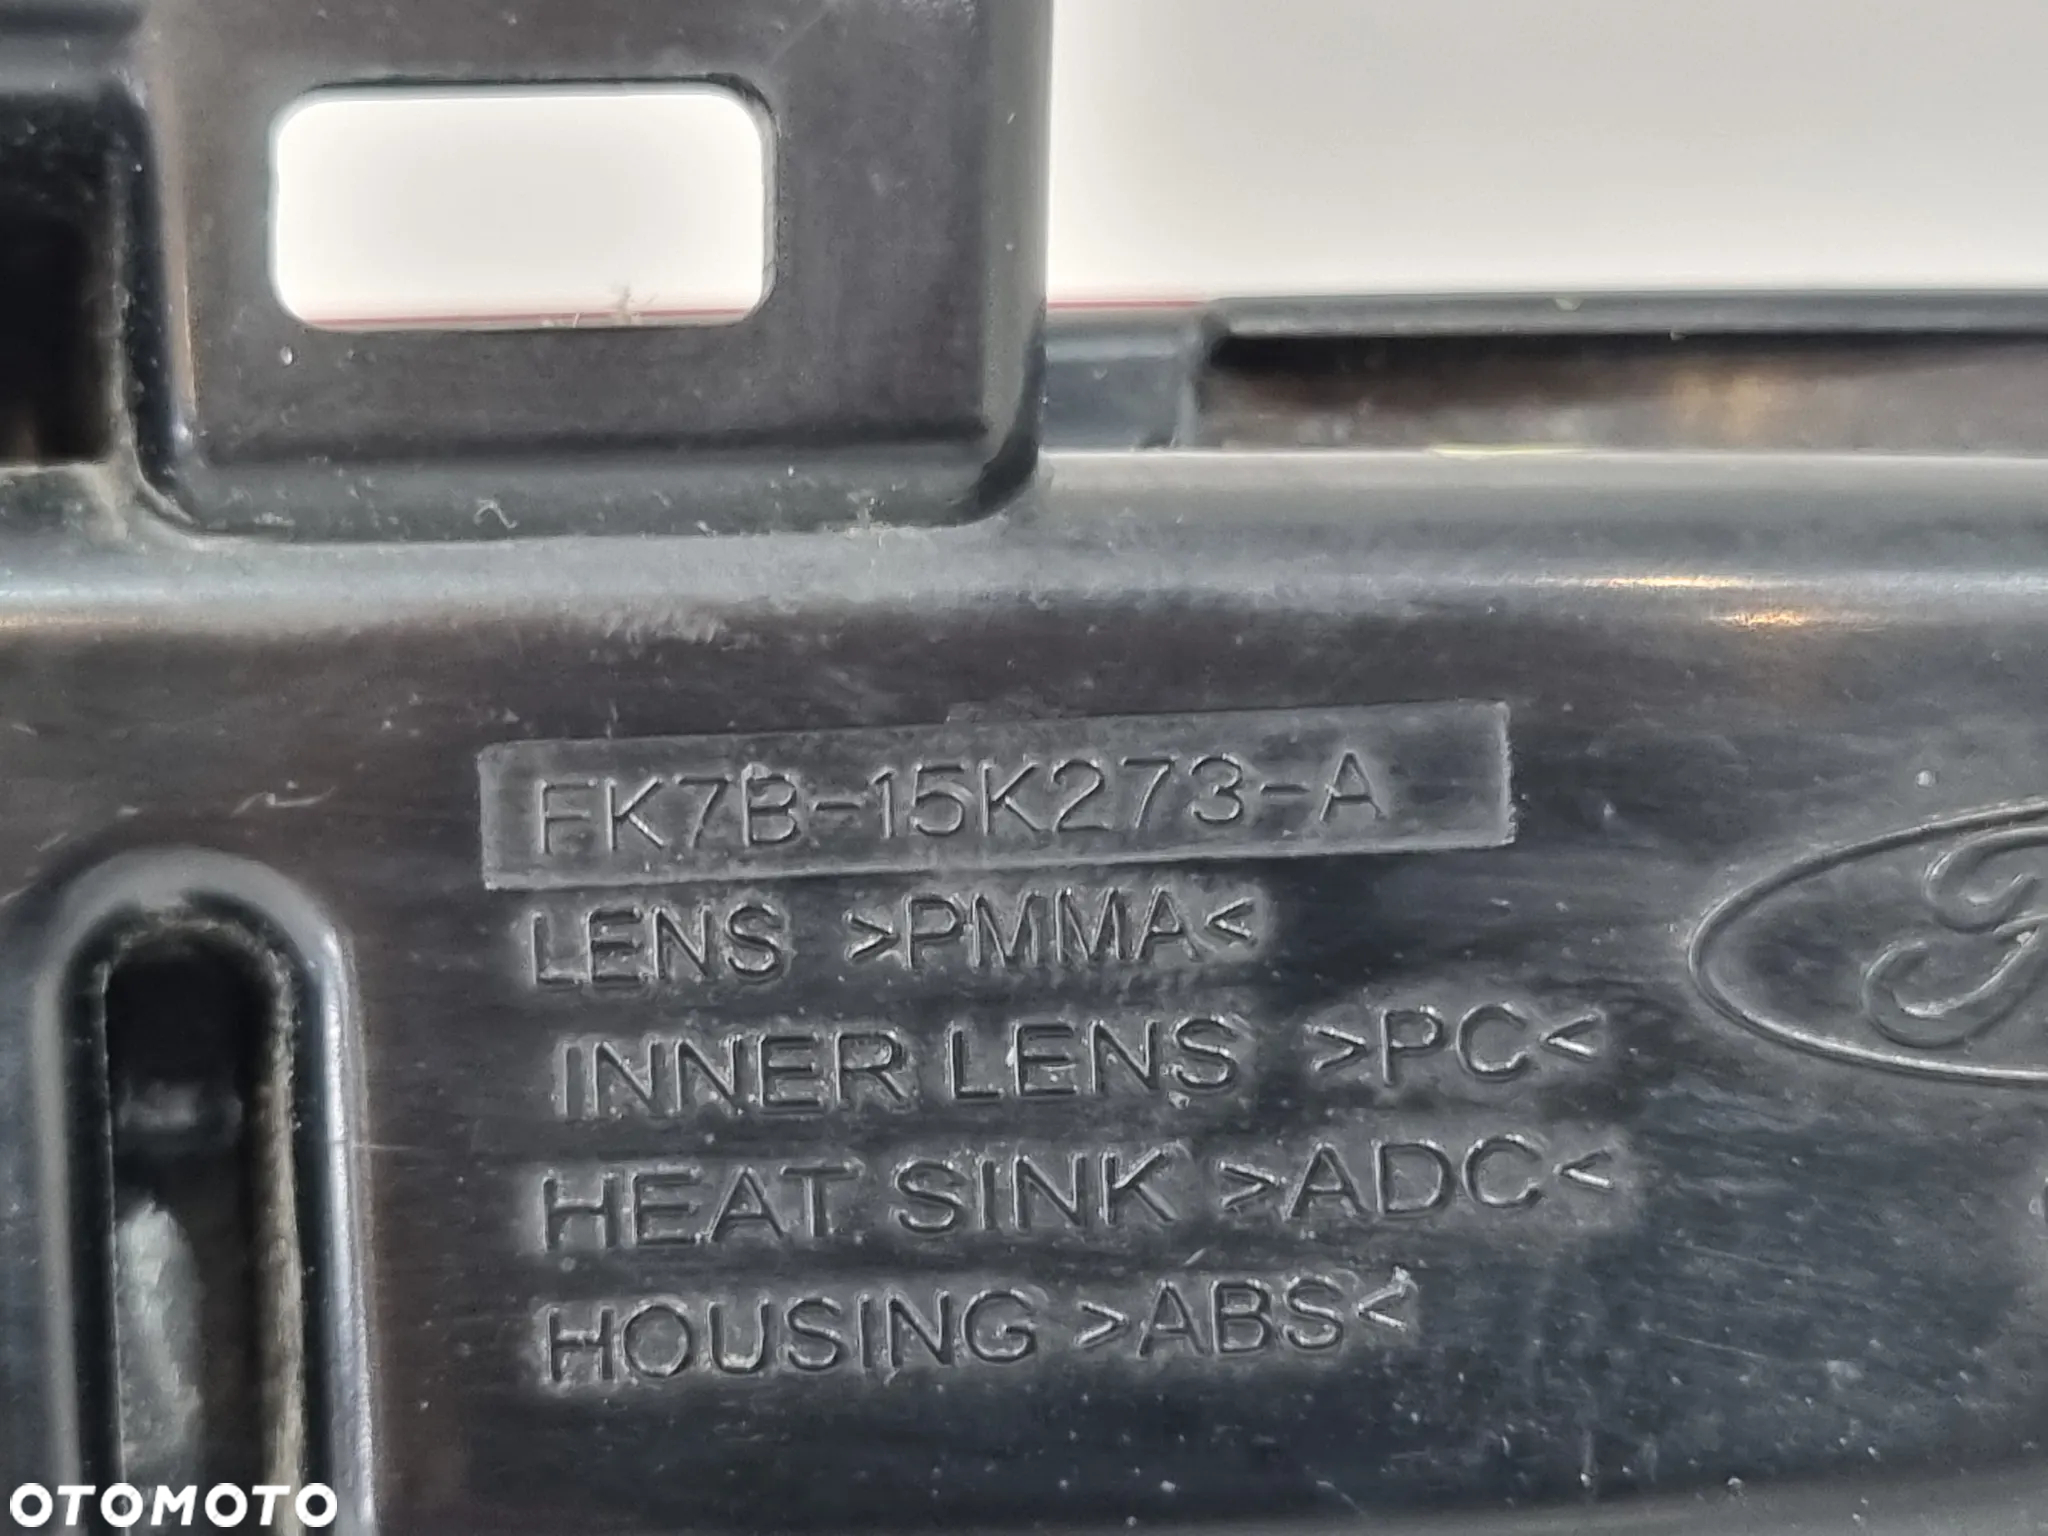 FK7B-15K273-A
LENS >PMMA<
INNER LENS >PC<
HEAT SINK >ADC<
HOUSING >ABS<
OTOMOTO